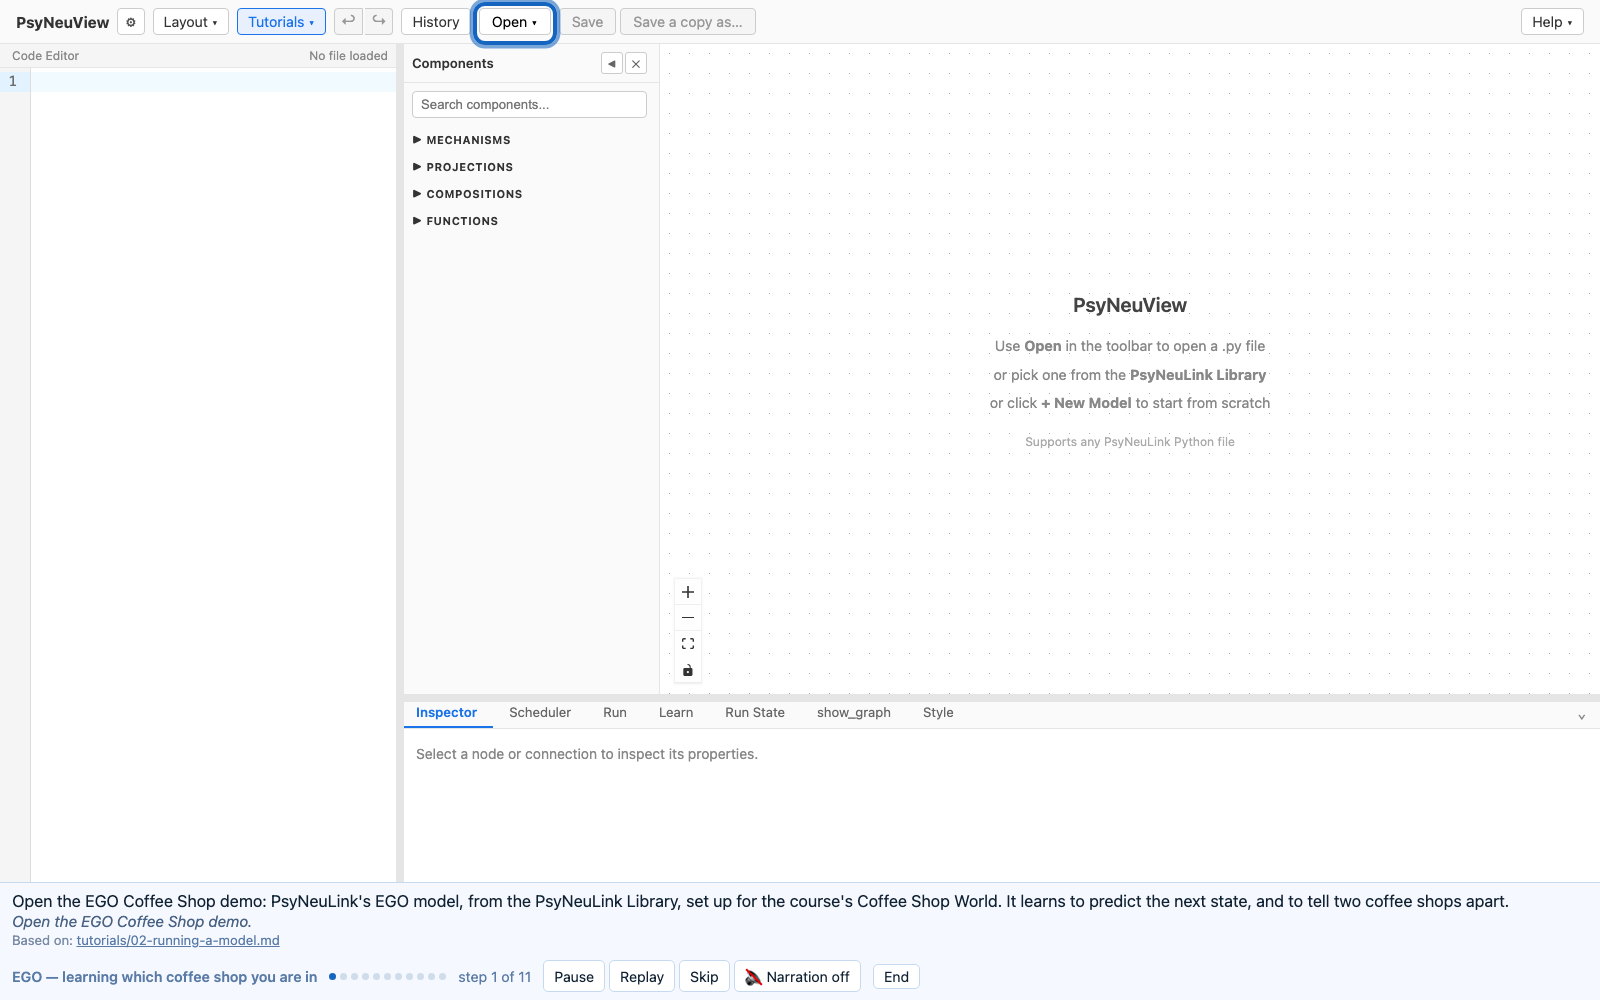 PsyNeuView
Layout ▾
Tutorials ▾
History
Open ▾
Save
Save a copy as...
Help ▾
Code Editor
No file loaded
1
Components
Search components...
MECHANISMS
PROJECTIONS
COMPOSITIONS
FUNCTIONS
PsyNeuView
Use Open in the toolbar to open a .py file
or pick one from the PsyNeuLink Library
or click + New Model to start from scratch
Supports any PsyNeuLink Python file
Inspector
Scheduler
Run
Learn
Run State
show_graph
Style
Select a node or connection to inspect its properties.
Open the EGO Coffee Shop demo: PsyNeuLink's EGO model, from the PsyNeuLink Library, set up for the course's Coffee Shop World. It learns to predict the next state, and to tell two coffee shops apart.
Open the EGO Coffee Shop demo.
Based on: tutorials/02-running-a-model.md
EGO — learning which coffee shop you are in
step 1 of 11
Pause
Replay
Skip
Narration off
End